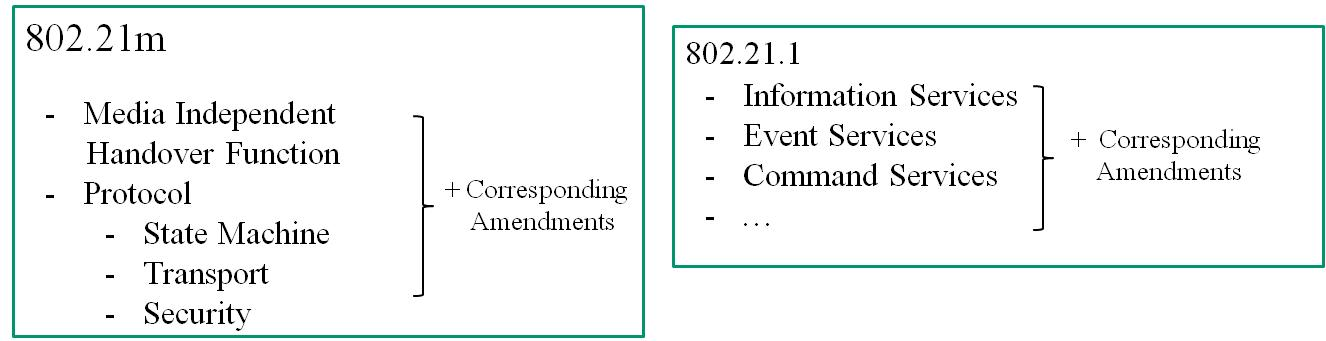 802.21m
- Media Independent
Handover Function
- Protocol
- State Machine
- Transport
- Security
+ Corresponding
Amendments
802.21.1
- Information Services
- Event Services
- Command Services
- ...
+ Corresponding
Amendments